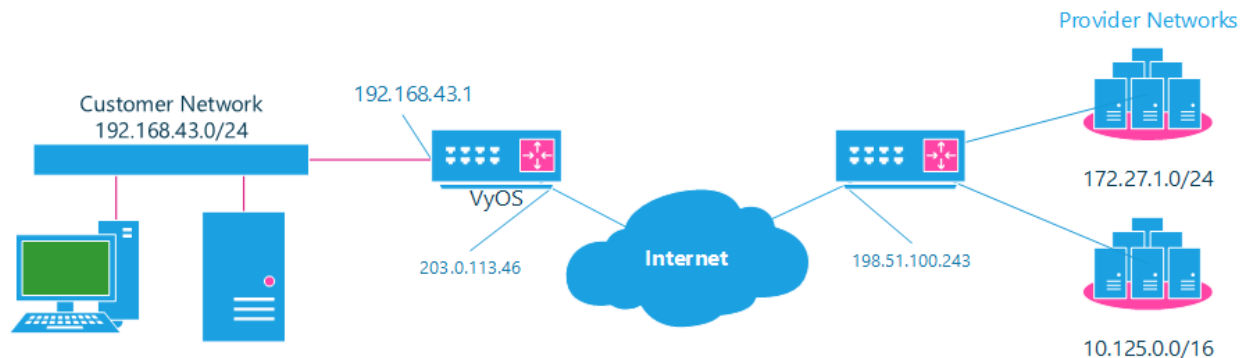 Provider Networks
Customer Network
192.168.43.0/24
192.168.43.1
VyOS
203.0.113.46
Internet
198.51.100.243
172.27.1.0/24
10.125.0.0/16